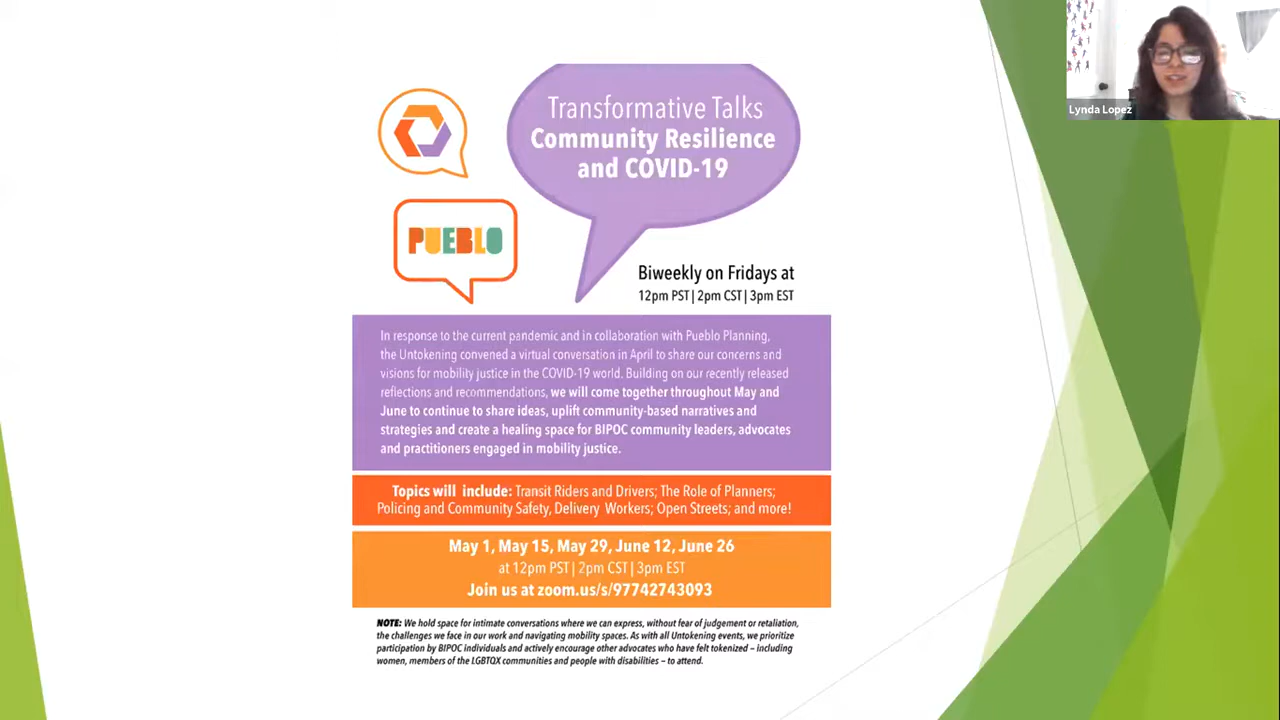 Lynda Lopez
Transformative Talks
Community Resilience
and COVID-19
PUEBLO
Biweekly on Fridays at
12pm PST| 2pm CST| 3pm EST
In response to the current pandemic and in collaboration with Pueblo Planning,
the Untokening convened a virtual conversation in April to share our concerns and
visions for mobility justice in the COVID-19 world. Building on our recently released
reflections and recommendations, we will come together throughout May and
June to continue to share ideas, uplift community-based narratives and
strategies and create a healing space for BIPOC community leaders, advocates
and practitioners engaged in mobility justice.
Topics will include: Transit Riders and Drivers; The Role of Planners;
Policing and Community Safety, Delivery Workers; Open Streets; and more!
May 1, May 15, May 29, June 12, June 26
at 12pm PST| 2pm CST| 3pm EST
Join us at zoom.us/s/97742743093
NOTE: We hold space for intimate conversations where we can express, without fear of judgement or retaliation,
the challenges we face in our work and navigating mobility spaces. As with all Untokening events, we prioritize
participation by BIPOC individuals and actively encourage other advocates who have felt tokenized – including
women, members of the LGBTQX communities and people with disabilities – to attend.